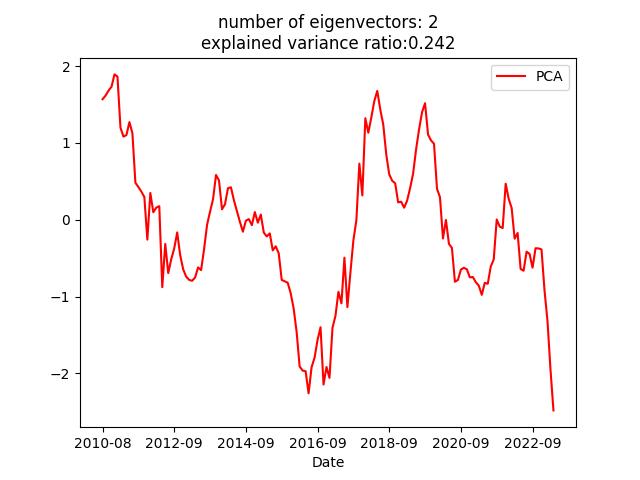 number of eigenvectors: 2
explained variance ratio:0.242
PCA
2
1
0
−1
−2
2010-08 2012-09 2014-09 2016-09 2018-09 2020-09 2022-09
Date